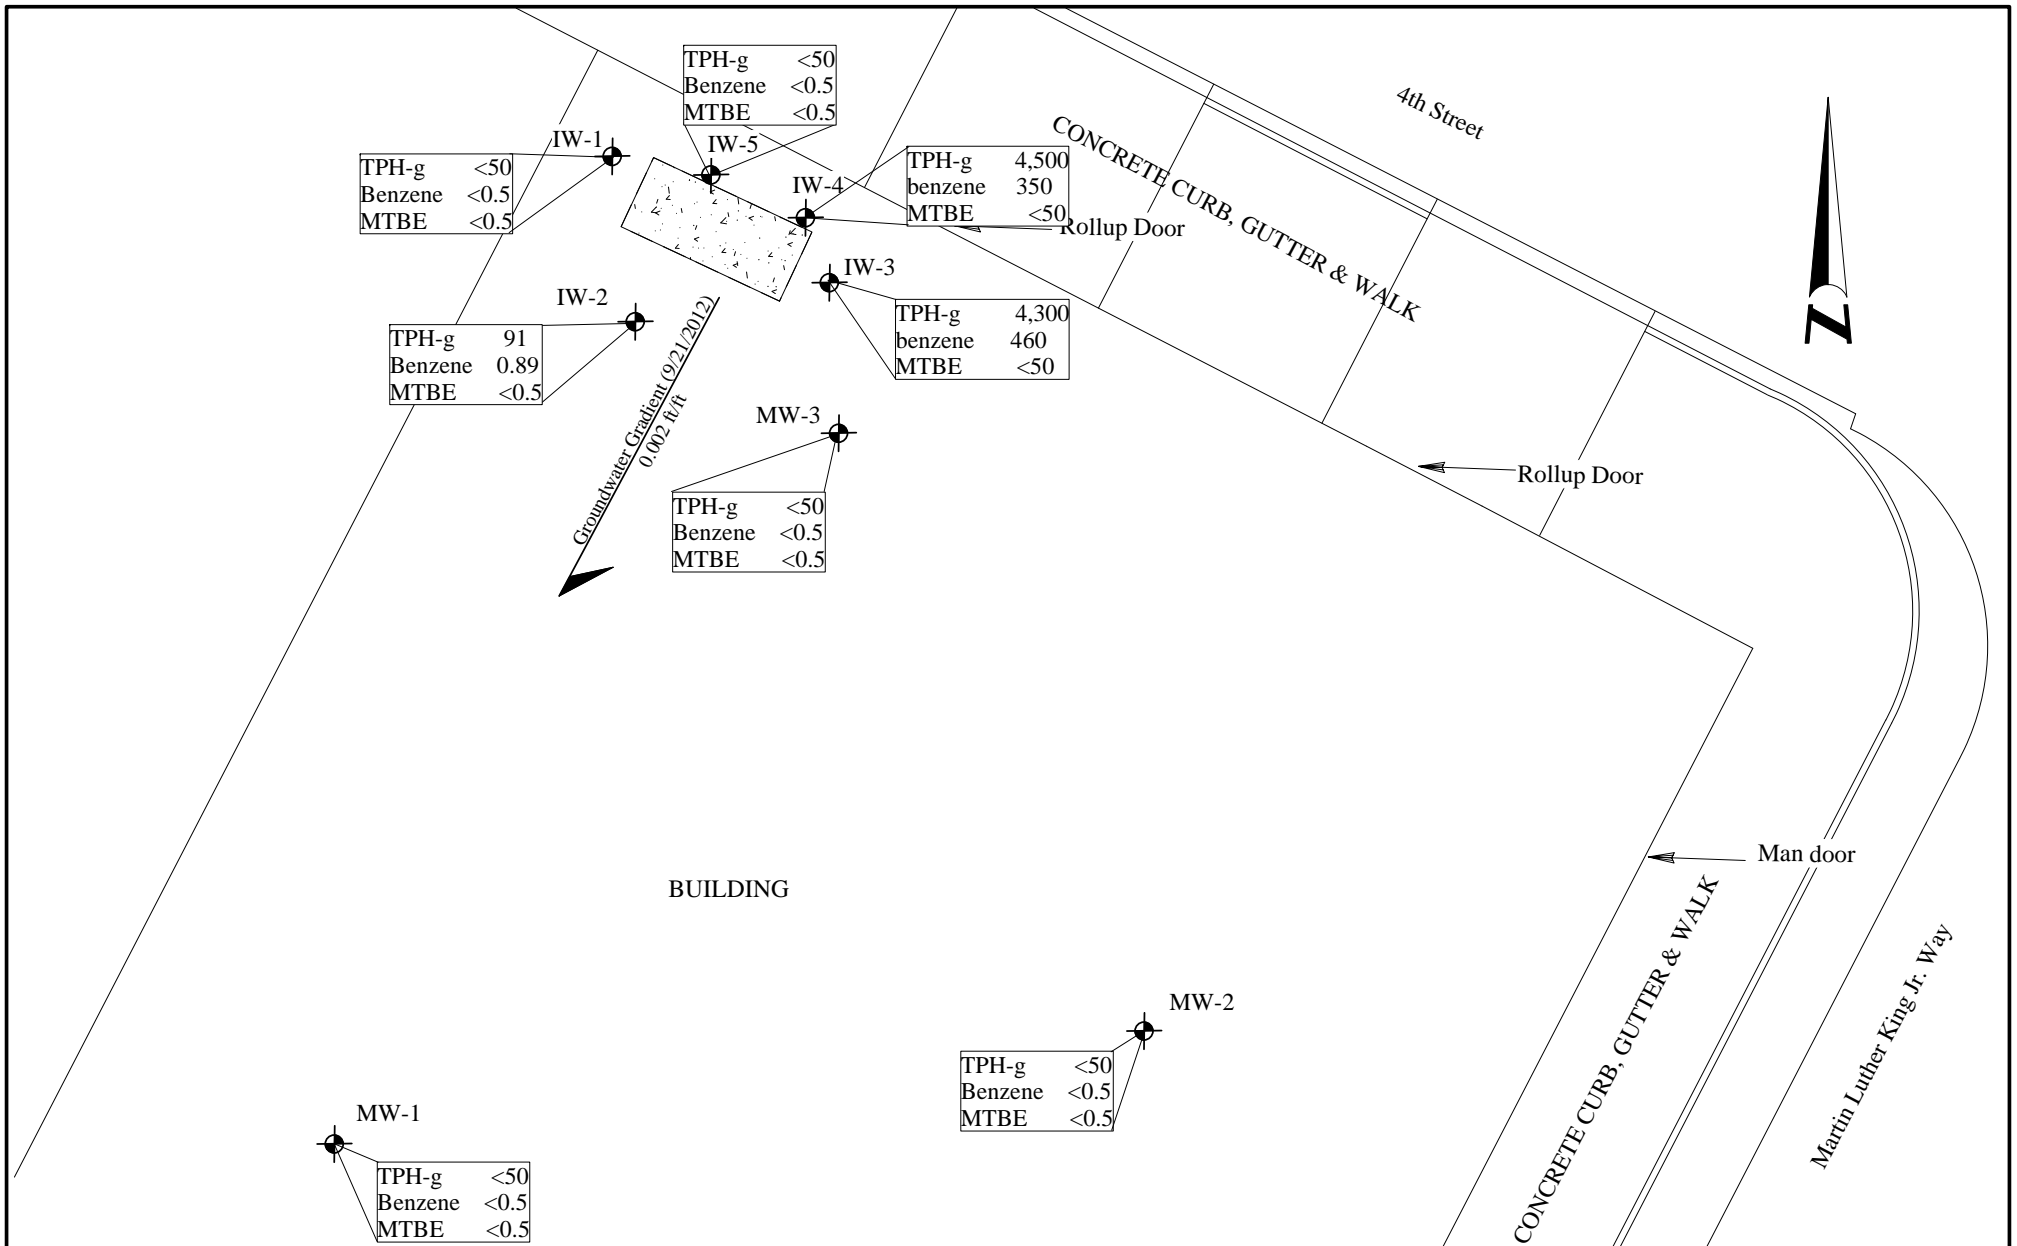 4th Street
CONCRETE CURB, GUTTER & WALK
TPH-g <50
Benzene <0.5
MTBE <0.5
IW-5
IW-1
TPH-g <50
Benzene <0.5
MTBE <0.5
IW-4
TPH-g 4,500
benzene 350
MTBE <50
Rollup Door
IW-3
TPH-g 4,300
benzene 460
MTBE <50
IW-2
TPH-g 91
Benzene 0.89
MTBE <0.5
Groundwater Gradient (9/21/2012)
0.002 ft/ft
MW-3
TPH-g <50
Benzene <0.5
MTBE <0.5
Z
Rollup Door
Man door
BUILDING
CONCRETE CURB, GUTTER & WALK
Martin Luther King Jr. Way
MW-2
TPH-g <50
Benzene <0.5
MTBE <0.5
MW-1
TPH-g <50
Benzene <0.5
MTBE <0.5